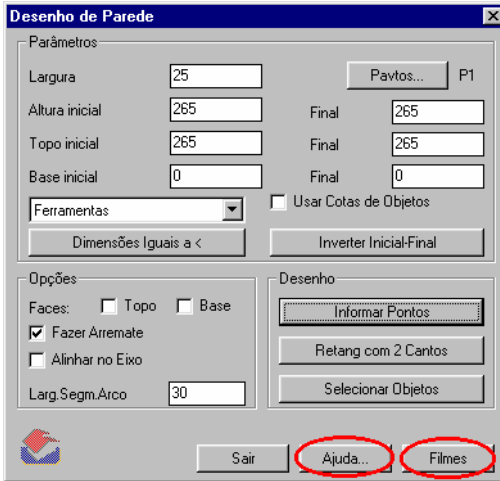 Desenho de Parede
Parâmetros
Largura 25 Pavtos... P1
Altura inicial 265 Final 265
Topo inicial 265 Final 265
Base inicial 0 Final 0
Ferramentas Usar Cotas de Objetos
Dimensões Iguais a < Inverter Inicial-Final
Opções
Faces: Topo Base
Fazer Arremate
Alinhar no Eixo
Larg.Segm.Arco 30
Desenho
Informar Pontos
Retang com 2 Cantos
Selecionar Objetos
Sair Ajuda... Filmes